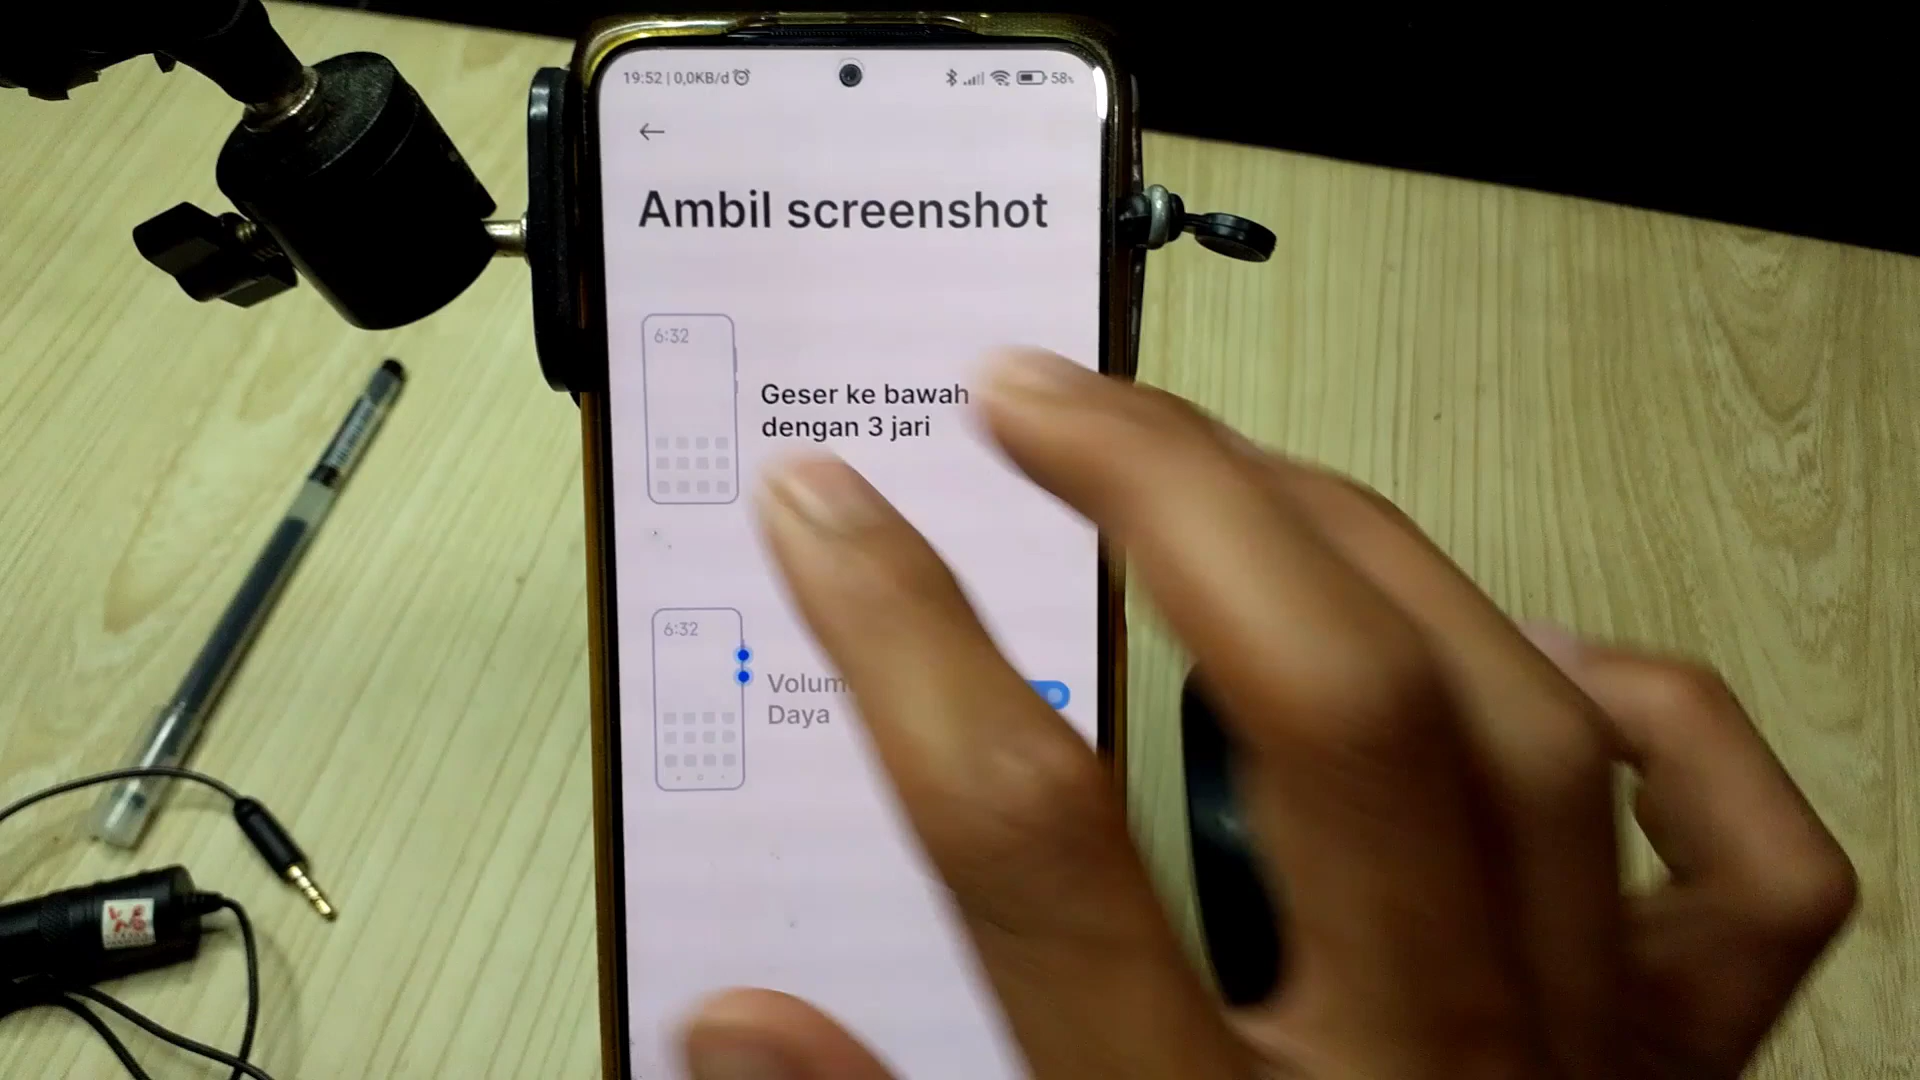 19:52 | 0,0KB/d
58%
Ambil screenshot
6:32
Geser ke bawah
dengan 3 jari
6:32
Daya